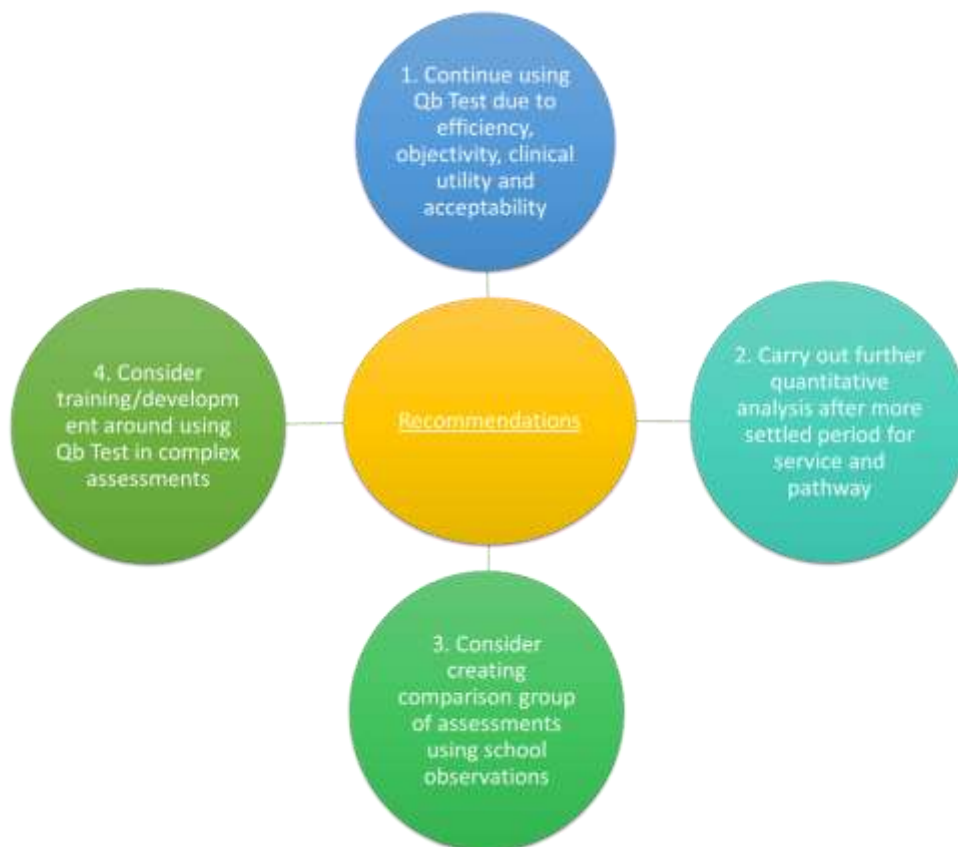 1. Continue using
Qb Test due to
efficiency,
objectivity, clinical
utility and
acceptability
Recommendations
2. Carry out further
quantitative
analysis after more
settled period for
service and
pathway
3. Consider
creating
comparison group
of assessments
using school
observations
4. Consider
training/developm
ent around using
Qb Test in complex
assessments